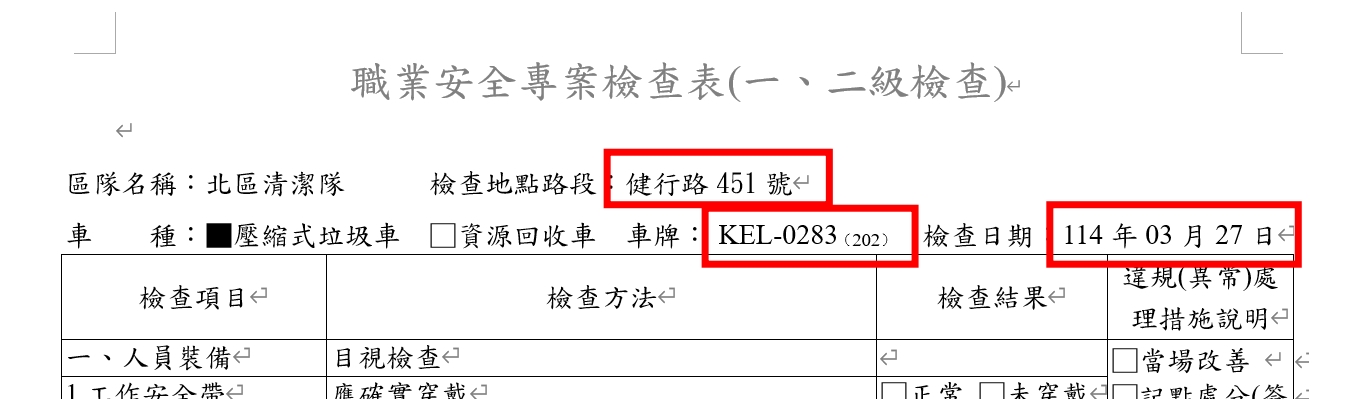 職業安全專案檢查表(一、二級檢查)
區隊名稱：北區清潔隊 檢查地點路段：健行路 451 號
車 種：■壓縮式垃圾車 □資源回收車 車牌： KEL-0283（202） 檢查日期：114 年 03 月 27 日
檢查項目 檢查方法 檢查結果 違規(異常)處理措施說明
一、人員裝備 目視檢查 □當場改善
1.工作安全帶 應確實穿戴 □正常 □未穿戴 □記點處分(簽